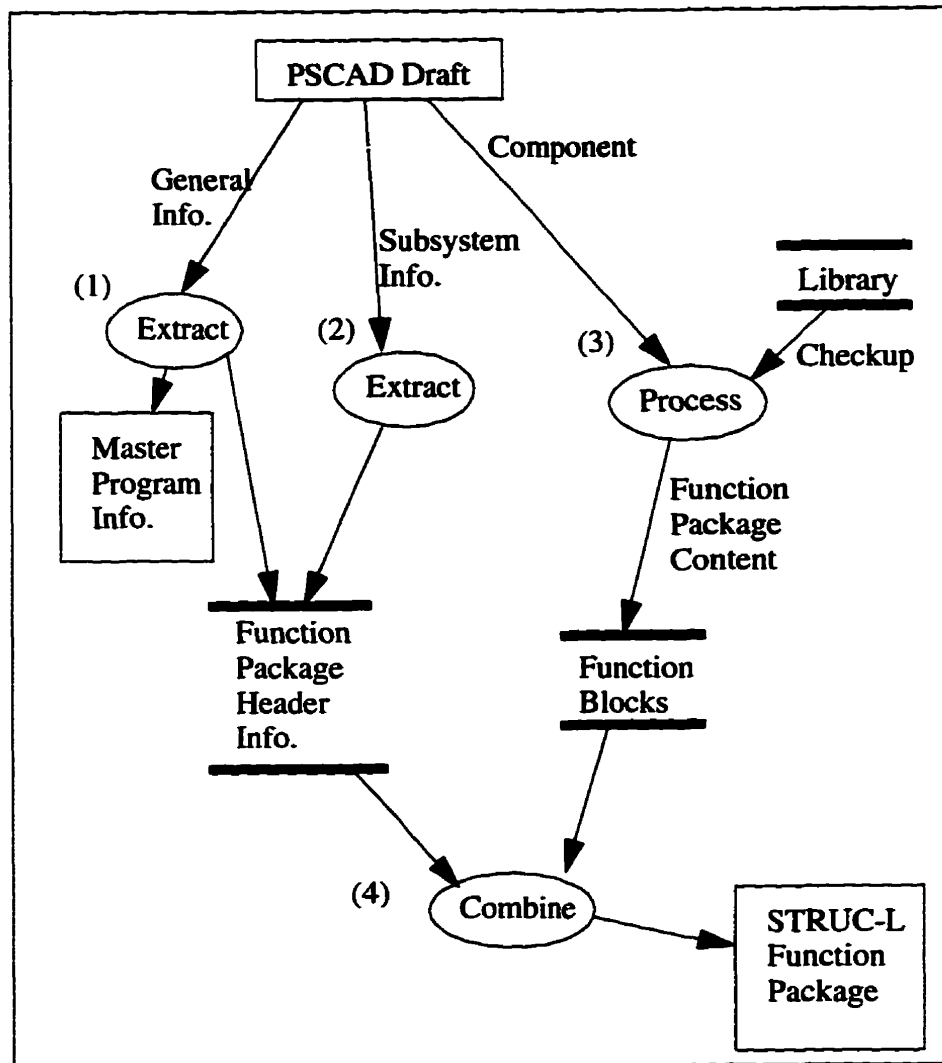 PSCAD Draft
Component
General
Info.
Subsystem
Info.
Library
(1)
Extract
(2)
(3)
Checkup
Extract
Process
Master
Program
Info.
Function
Package
Content
Function
Package
Header
Info.
Function
Blocks
(4)
Combine
STRUC-L
Function
Package